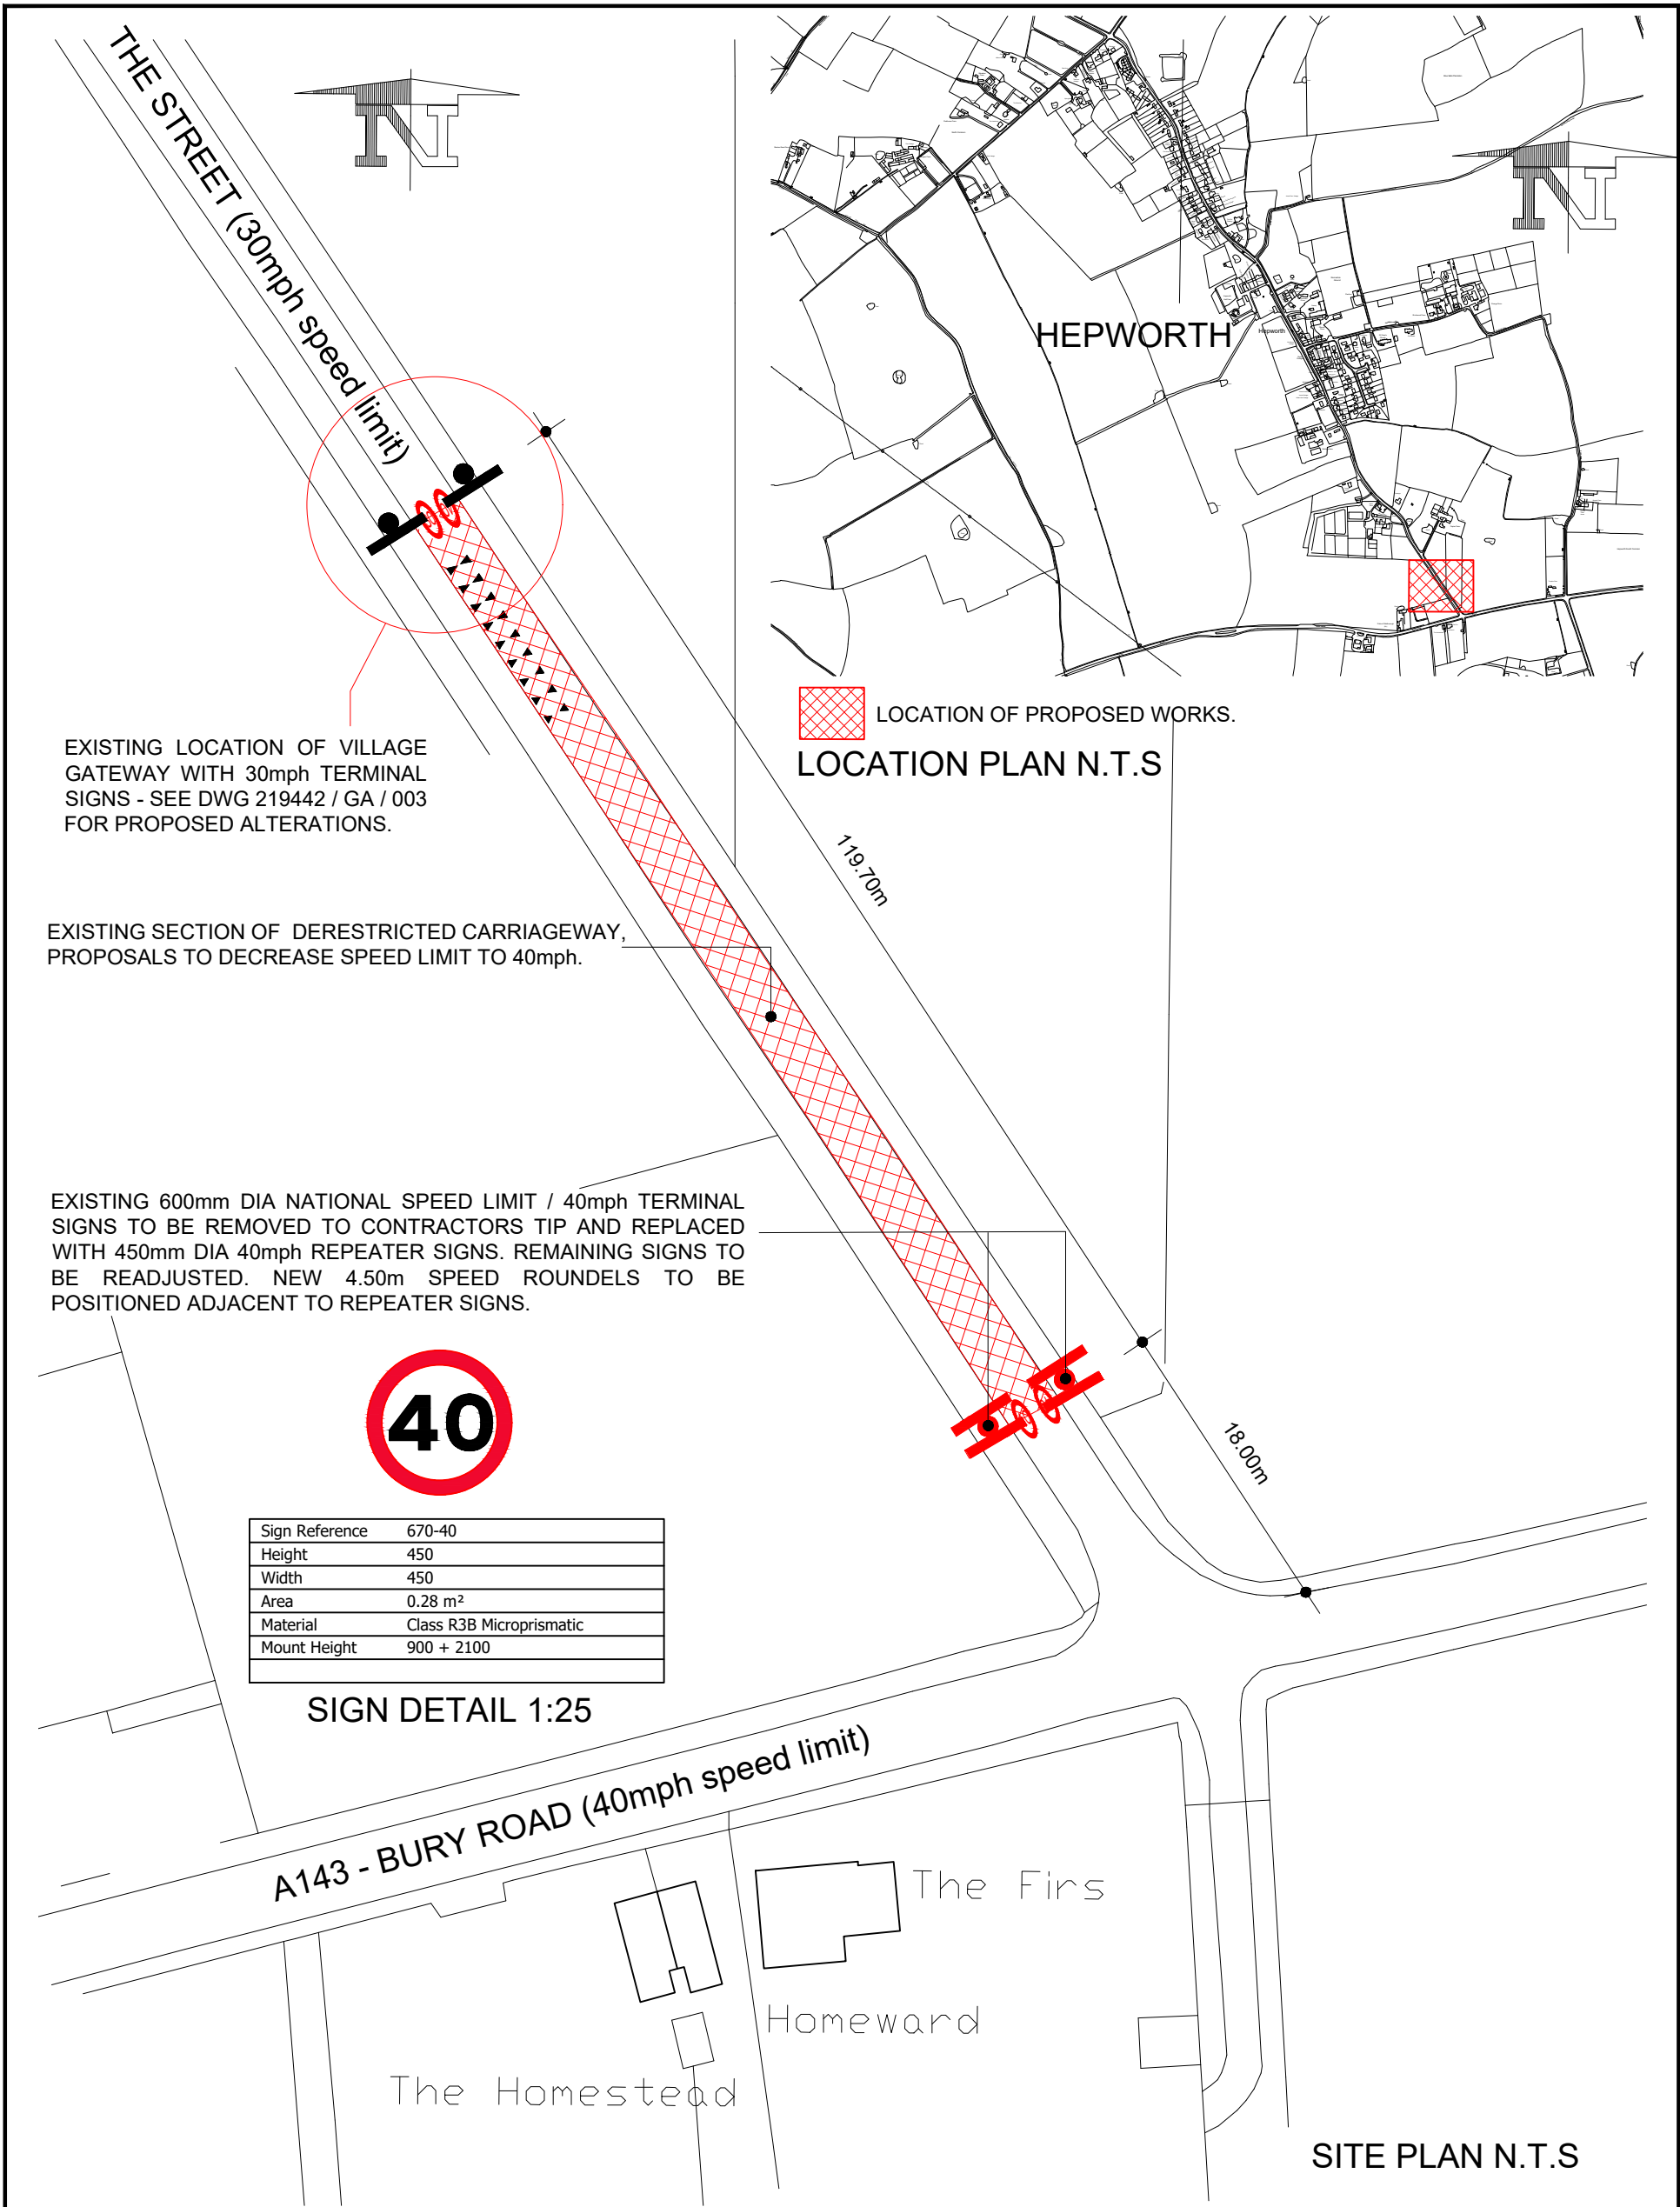 THE STREET (30mph speed limit)
N
N
HEPWORTH
Hepworth
LOCATION OF PROPOSED WORKS.
LOCATION PLAN N.T.S
EXISTING LOCATION OF VILLAGE
GATEWAY WITH 30mph TERMINAL
SIGNS - SEE DWG 219442 / GA / 003
FOR PROPOSED ALTERATIONS.
119.70m
EXISTING SECTION OF DERESTRICTED CARRIAGEWAY,
PROPOSALS TO DECREASE SPEED LIMIT TO 40mph.
EXISTING 600mm DIA NATIONAL SPEED LIMIT / 40mph TERMINAL
SIGNS TO BE REMOVED TO CONTRACTORS TIP AND REPLACED
WITH 450mm DIA 40mph REPEATER SIGNS. REMAINING SIGNS TO
BE READJUSTED. NEW 4.50m SPEED ROUNDELS TO BE
POSITIONED ADJACENT TO REPEATER SIGNS.
40
18.00m
Sign Reference 670-40
Height 450
Width 450
Area 0.28 m²
Material Class R3B Microprismatic
Mount Height 900 + 2100
SIGN DETAIL 1:25
A143 - BURY ROAD (40mph speed limit)
The Firs
Homeward
The Homestead
SITE PLAN N.T.S